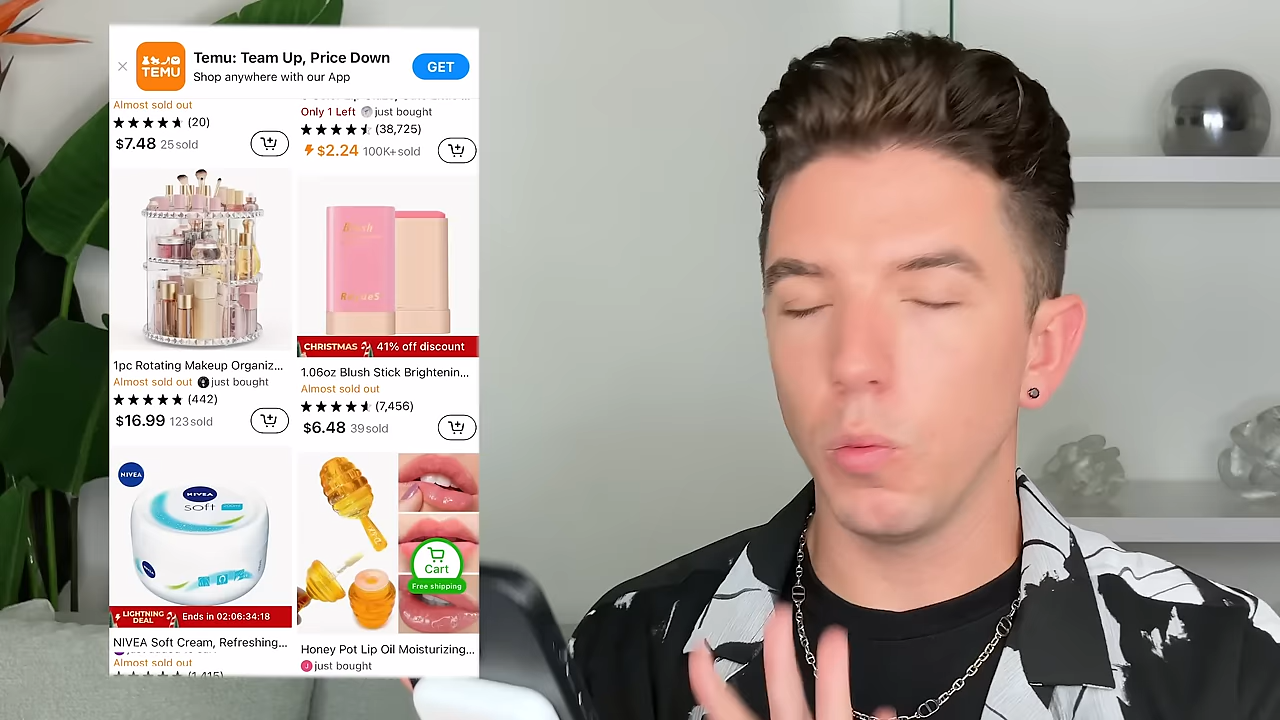 Temu: Team Up, Price Down
Shop anywhere with our App
GET
TEMU
Almost sold out
(20)
$7.48 25 sold
Only 1 Left just bought
(38,725)
$2.24 100K+ sold
Blush
CHRISTMAS 41% off discount
1pc Rotating Makeup Organiz...
Almost sold out just bought
(442)
$16.99 123 sold
1.06oz Blush Stick Brightenin...
Almost sold out
(7,456)
$6.48 39 sold
NIVEA
NIVEA
soft
LIGHTNING
DEAL
Ends in 02:06:34:18
Cart
Free shipping
NIVEA Soft Cream, Refreshing...
Almost sold out
(1,415)
Honey Pot Lip Oil Moisturizing...
J just bought